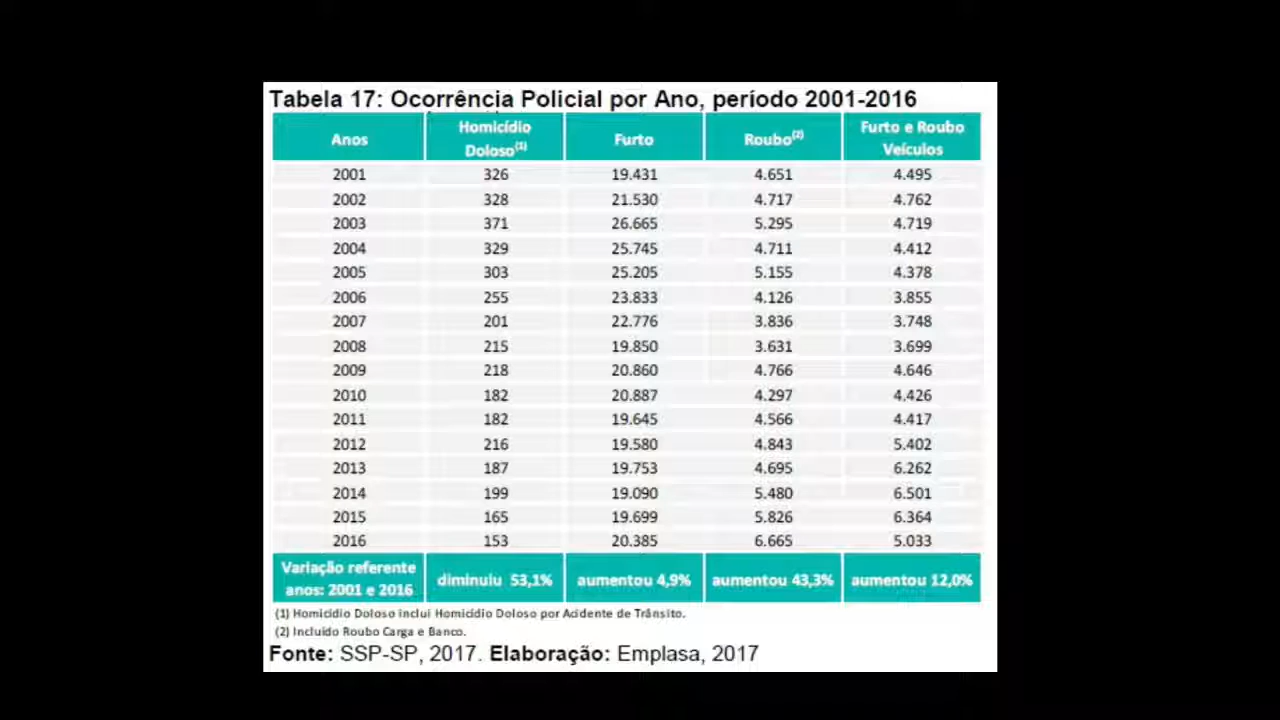 Tabela 17: Ocorrência Policial por Ano, período 2001-2016
Anos Homicídio Doloso(1) Furto Roubo(2) Furto e Roubo Veículos
2001 326 19.431 4.651 4.495
2002 328 21.530 4.717 4.762
2003 371 26.665 5.295 4.719
2004 329 25.745 4.711 4.412
2005 303 25.205 5.155 4.378
2006 255 23.833 4.126 3.855
2007 201 22.776 3.836 3.748
2008 215 19.850 3.631 3.699
2009 218 20.860 4.766 4.646
2010 182 20.887 4.297 4.426
2011 182 19.645 4.566 4.417
2012 216 19.580 4.843 5.402
2013 187 19.753 4.695 6.262
2014 199 19.090 5.480 6.501
2015 165 19.699 5.826 6.364
2016 153 20.385 6.665 5.033
Variação referente anos: 2001 e 2016 diminuiu 53,1% aumentou 4,9% aumentou 43,3% aumentou 12,0%
(1) Homicídio Doloso inclui Homicídio Doloso por Acidente de Trânsito.
(2) Incluído Roubo Carga e Banco.
Fonte: SSP-SP, 2017. Elaboração: Emplasa, 2017